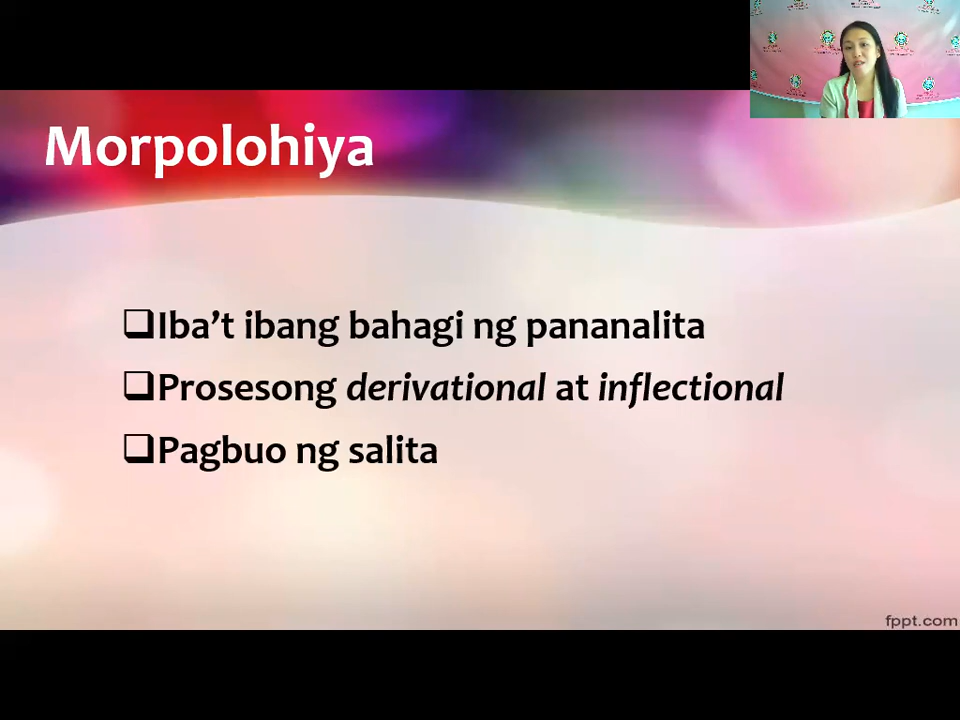 Morpolohiya
Iba’t ibang bahagi ng pananalita
Prosesong derivational at inflectional
Pagbuo ng salita
fppt.com